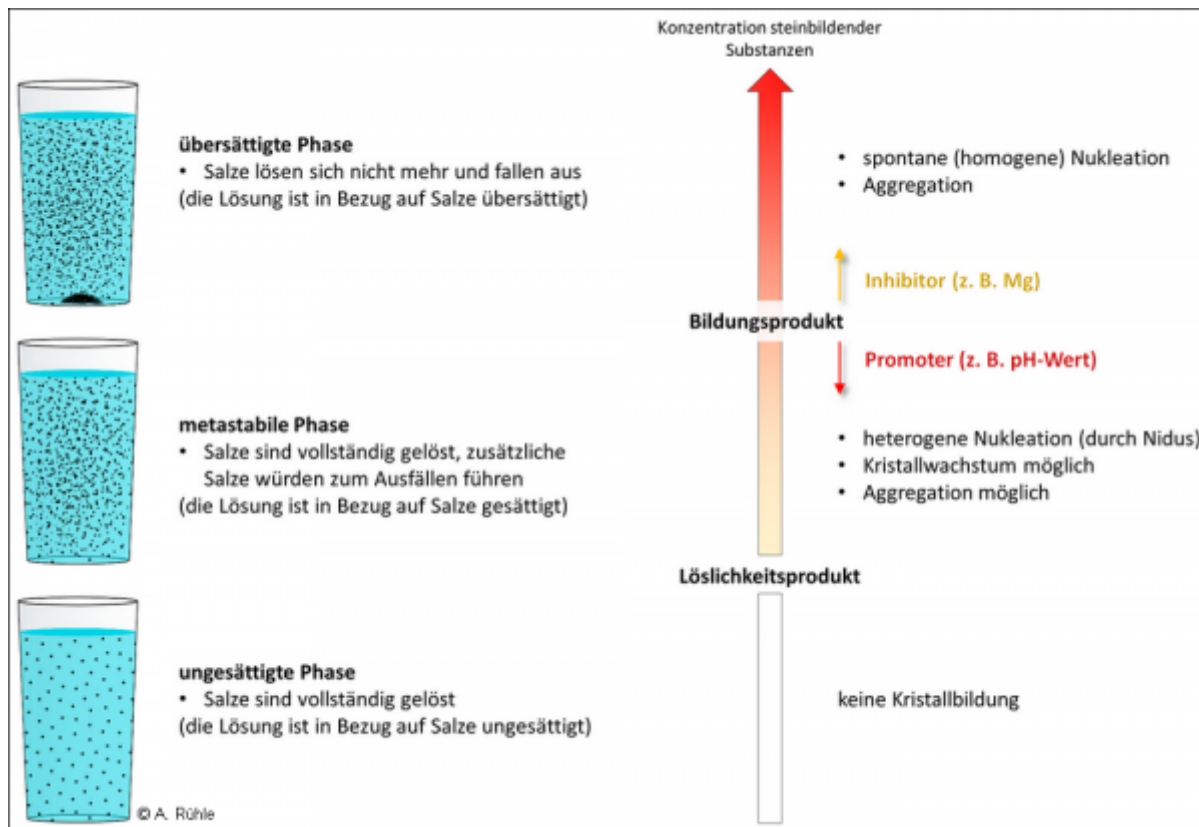 Konzentration steinbildender
Substanzen
übersättigte Phase
• Salze lösen sich nicht mehr und fallen aus
(die Lösung ist in Bezug auf Salze übersättigt)
• spontane (homogene) Nukleation
• Aggregation
Inhibitor (z. B. Mg)
Bildungsprodukt
Promoter (z. B. pH-Wert)
metastabile Phase
• Salze sind vollständig gelöst, zusätzliche
Salze würden zum Ausfällen führen
(die Lösung ist in Bezug auf Salze gesättigt)
• heterogene Nukleation (durch Nidus)
• Kristallwachstum möglich
• Aggregation möglich
Löslichkeitsprodukt
ungesättigte Phase
• Salze sind vollständig gelöst
(die Lösung ist in Bezug auf Salze ungesättigt)
keine Kristallbildung
© A. Rühle